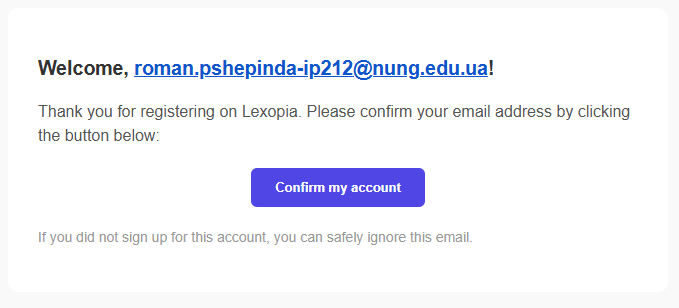 Welcome, roman.pshepinda-ip212@nung.edu.ua!
Thank you for registering on Lexopia. Please confirm your email address by clicking
the button below:
Confirm my account
If you did not sign up for this account, you can safely ignore this email.